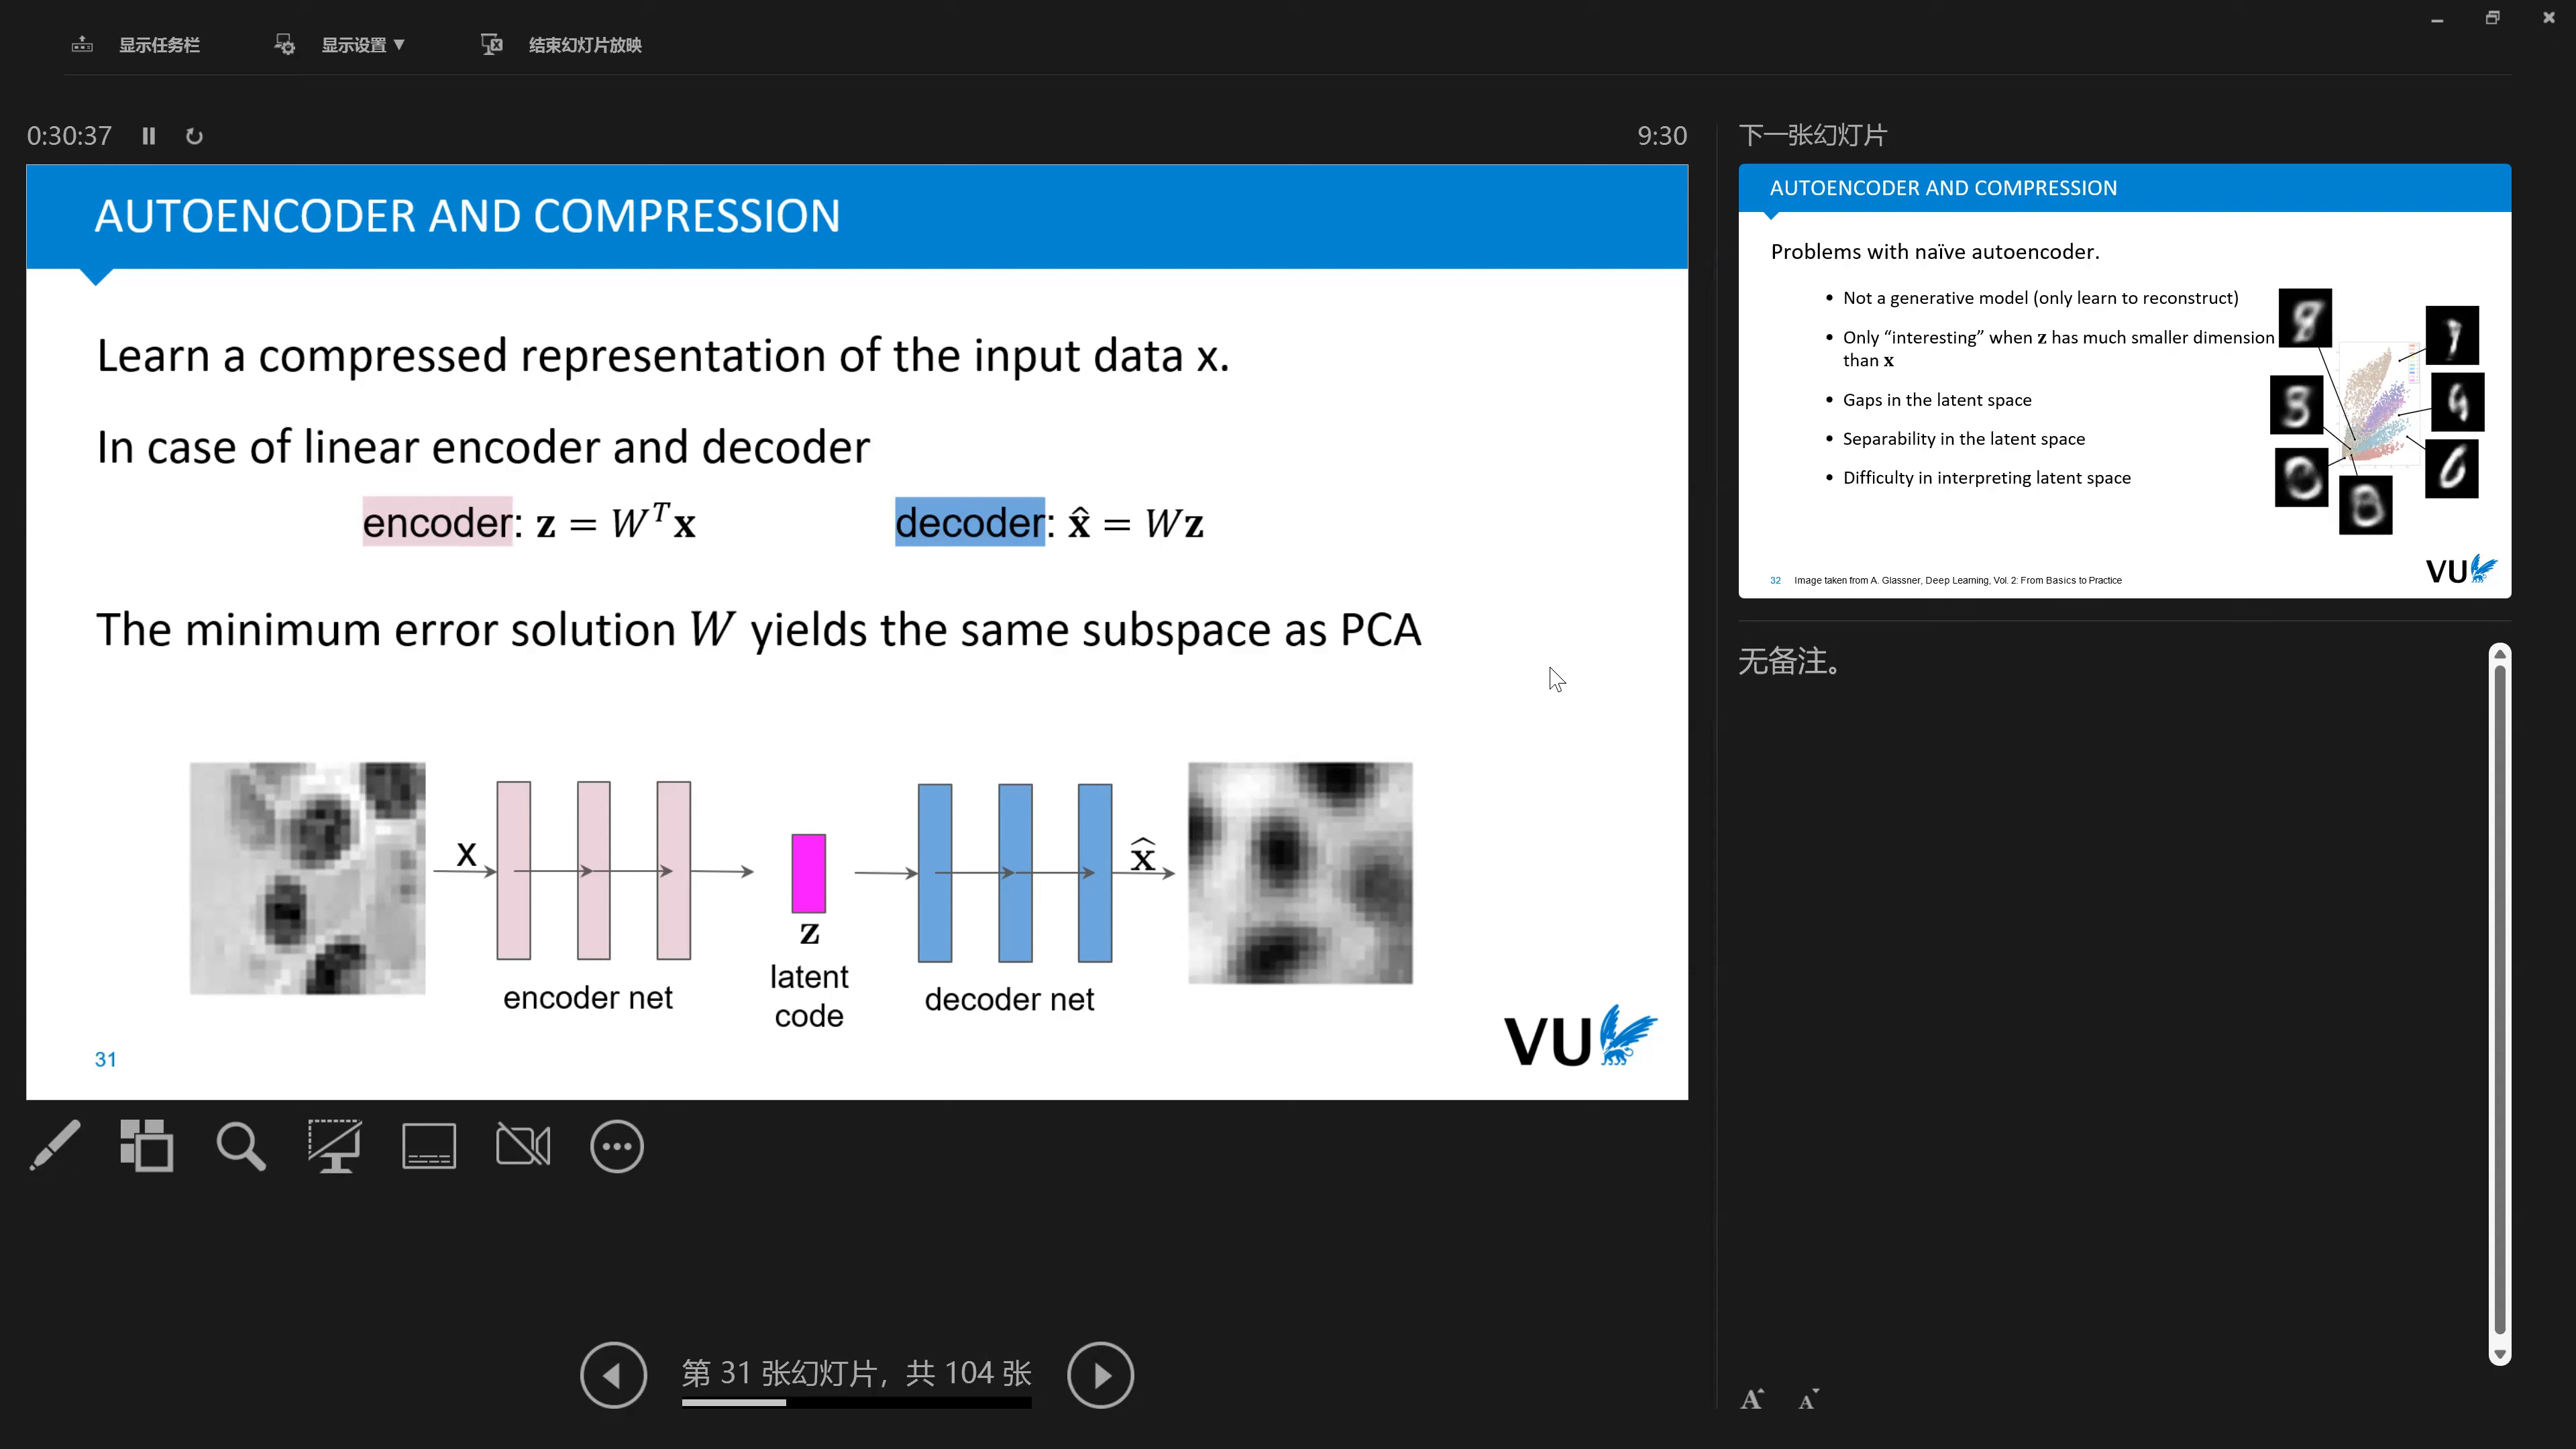 显示任务栏
显示设置 ▼
结束幻灯片放映
0:30:37
9:30
AUTOENCODER AND COMPRESSION
Learn a compressed representation of the input data x.
In case of linear encoder and decoder
encoder: z = WᵀX decoder: x̂ = Wz
The minimum error solution W yields the same subspace as PCA
x
x̂
z
latent
code
encoder net
decoder net
VU
31
第 31 张幻灯片，共 104 张
下一张幻灯片
AUTOENCODER AND COMPRESSION
Problems with naïve autoencoder.
• Not a generative model (only learn to reconstruct)
• Only “interesting” when z has much smaller dimension
than x
• Gaps in the latent space
• Separability in the latent space
• Difficulty in interpreting latent space
32 Image taken from A. Glassner, Deep Learning, Vol. 2: From Basics to Practice
VU
无备注。
A A